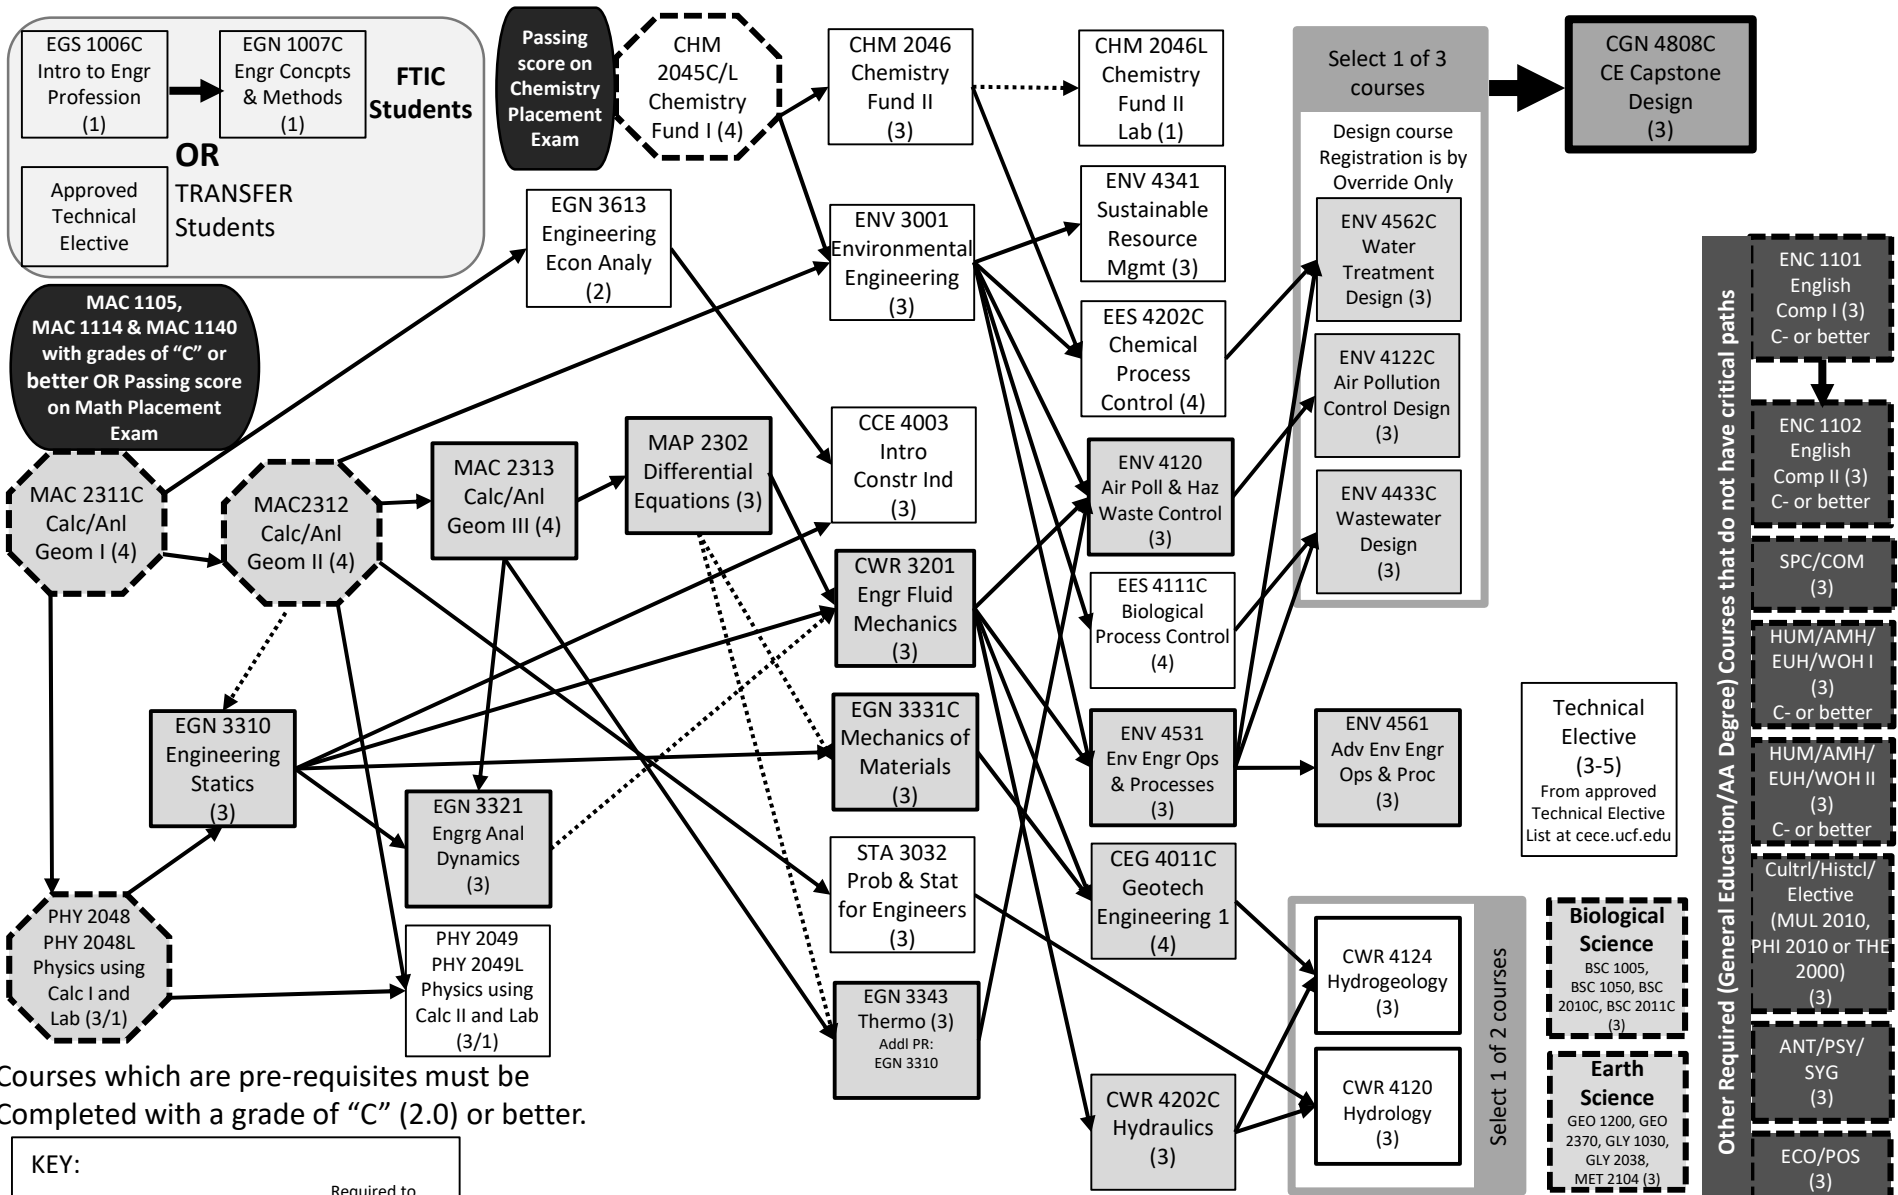 EGS 1006C
Intro to Engr
Profession
(1)
EGN 1007C
Engr Concpts
& Methods
(1)
FTIC
Students
OR
TRANSFER
Students
Approved
Technical
Elective
Passing
score on
Chemistry
Placement
Exam
CHM
2045C/L
Chemistry
Fund I (4)
CHM 2046
Chemistry
Fund II
(3)
CHM 2046L
Chemistry
Fund II
Lab (1)
Select 1 of 3
courses
Design course
Registration is by
Override Only
CGN 4808C
CE Capstone
Design
(3)
EGN 3613
Engineering
Econ Analy
(2)
ENV 3001
Environmental
Engineering
(3)
ENV 4341
Sustainable
Resource
Mgmt (3)
ENV 4562C
Water
Treatment
Design (3)
MAC 1105,
MAC 1114 & MAC 1140
with grades of “C” or
better OR Passing score
on Math Placement
Exam
EES 4202C
Chemical
Process
Control (4)
ENV 4122C
Air Pollution
Control Design
(3)
MAC 2311C
Calc/Anl
Geom I (4)
MAC2312
Calc/Anl
Geom II (4)
MAC 2313
Calc/Anl
Geom III (4)
MAP 2302
Differential
Equations (3)
CCE 4003
Intro
Constr Ind
(3)
ENV 4120
Air Poll & Haz
Waste Control
(3)
ENV 4433C
Wastewater
Design
(3)
CWR 3201
Engr Fluid
Mechanics
(3)
EES 4111C
Biological
Process Control
(4)
EGN 3310
Engineering
Statics
(3)
EGN 3321
Engrg Anal
Dynamics
(3)
EGN 3331C
Mechanics of
Materials
(3)
ENV 4531
Env Engr Ops
& Processes
(3)
ENV 4561
Adv Env Engr
Ops & Proc
(3)
Technical
Elective
(3-5)
From approved
Technical Elective
List at cece.ucf.edu
PHY 2048
PHY 2048L
Physics using
Calc I and
Lab (3/1)
PHY 2049
PHY 2049L
Physics using
Calc II and Lab
(3/1)
STA 3032
Prob & Stat
for Engineers
(3)
CEG 4011C
Geotech
Engineering 1
(4)
EGN 3343
Thermo (3)
Addl PR:
EGN 3310
CWR 4202C
Hydraulics
(3)
CWR 4124
Hydrogeology
(3)
CWR 4120
Hydrology
(3)
Select 1 of 2 courses
Biological
Science
BSC 1005,
BSC 1050, BSC
2010C, BSC 2011C
(3)
Earth
Science
GEO 1200, GEO
2370, GLY 1030,
GLY 2038,
MET 2104 (3)
Other Required (General Education/AA Degree) Courses that do not have critical paths
ENC 1101
English
Comp I (3)
C- or better
ENC 1102
English
Comp II (3)
C- or better
SPC/COM
(3)
HUM/AMH/
EUH/WOH I
(3)
C- or better
HUM/AMH/
EUH/WOH II
(3)
C- or better
Cultrl/Histcl/
Elective
(MUL 2010,
PHI 2010 or THE
2000)
(3)
ANT/PSY/
SYG
(3)
ECO/POS
(3)
Courses which are pre-requisites must be
Completed with a grade of “C” (2.0) or better.
KEY:
Required to